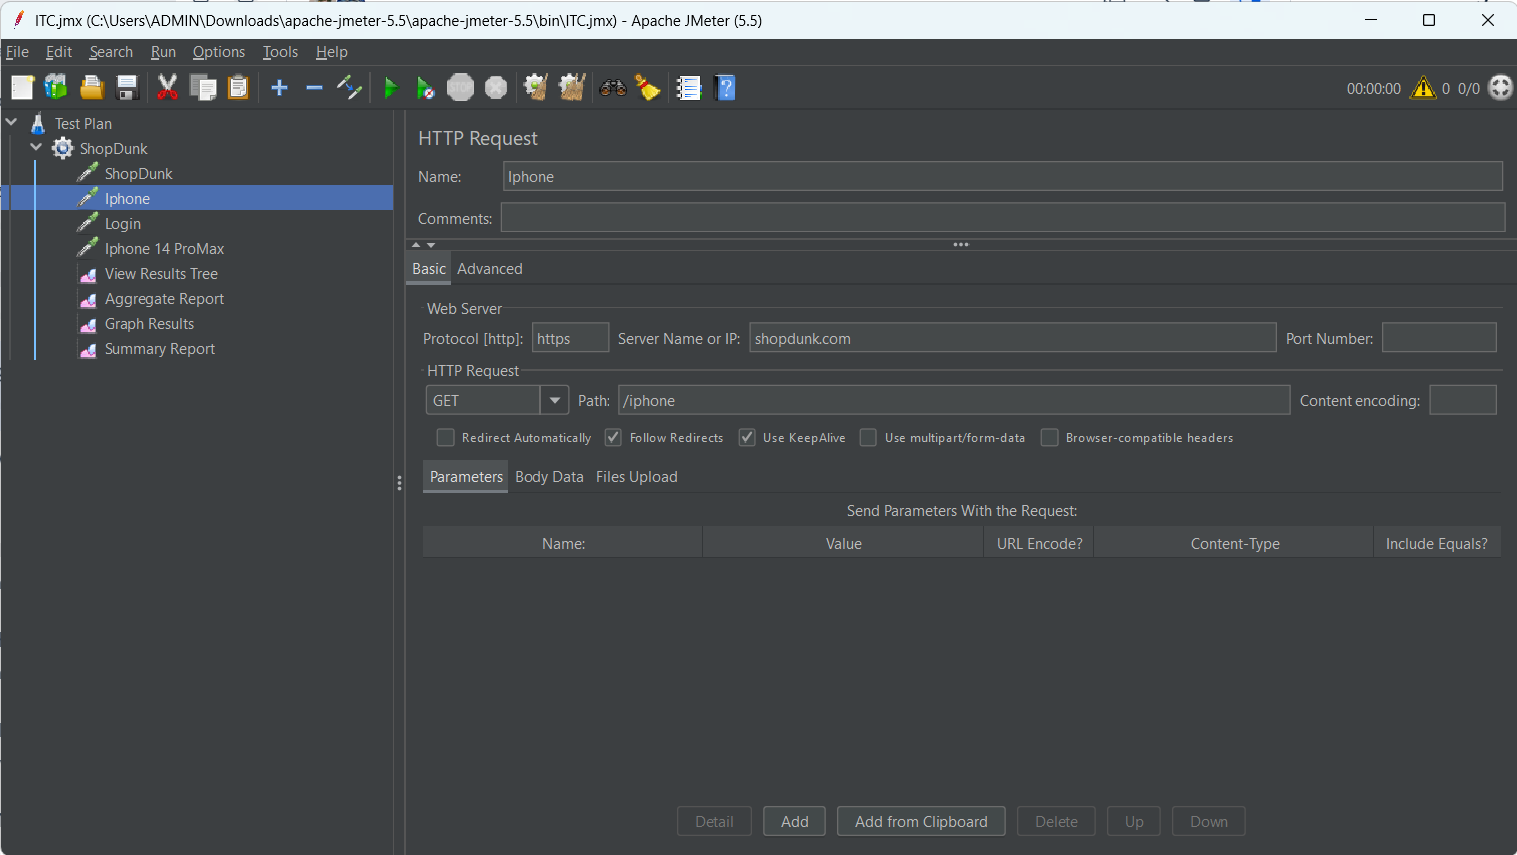 ITC.jmx (C:\Users\ADMIN\Downloads\apache-jmeter-5.5\apache-jmeter-5.5\bin\ITC.jmx) - Apache JMeter (5.5)
File Edit Search Run Options Tools Help
STOP 00:00:00 0 0/0
Test Plan
ShopDunk
ShopDunk
Iphone
Login
Iphone 14 ProMax
View Results Tree
Aggregate Report
Graph Results
Summary Report
HTTP Request
Name: Iphone
Comments:
Basic Advanced
Web Server
Protocol [http]: https Server Name or IP: shopdunk.com Port Number:
HTTP Request
GET Path: /iphone Content encoding:
Redirect Automatically Follow Redirects Use KeepAlive Use multipart/form-data Browser-compatible headers
Parameters Body Data Files Upload
Send Parameters With the Request:
Name: Value URL Encode? Content-Type Include Equals?
Detail Add Add from Clipboard Delete Up Down